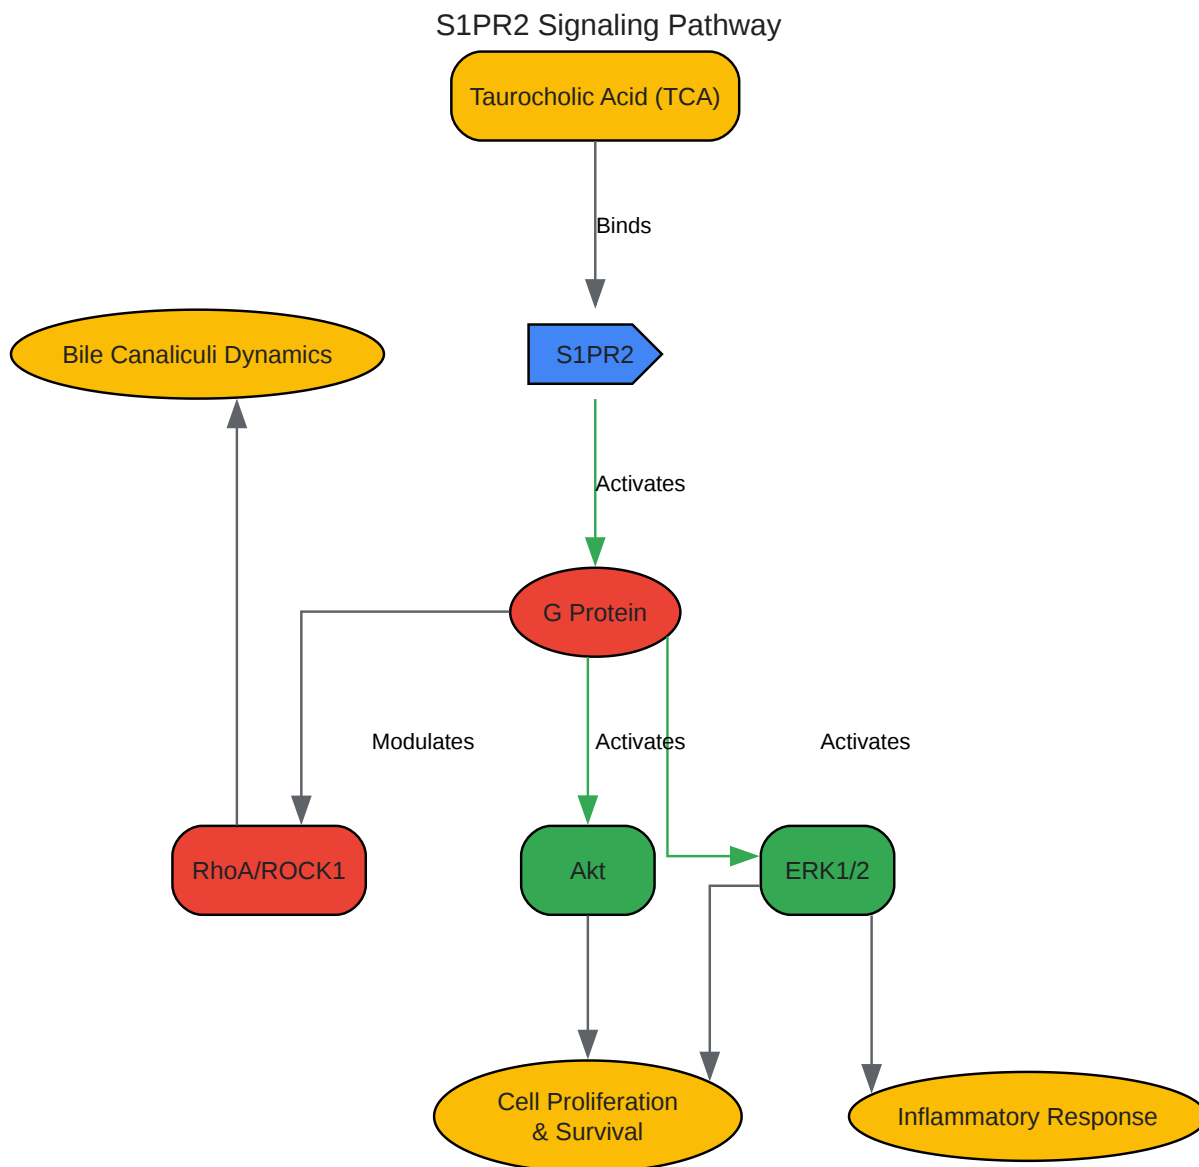 S1PR2 Signaling Pathway
Taurocholic Acid (TCA)
Binds
Bile Canaliculi Dynamics
S1PR2
Activates
G Protein
Modulates
Activates
Activates
RhoA/ROCK1
Akt
ERK1/2
Cell Proliferation
& Survival
Inflammatory Response